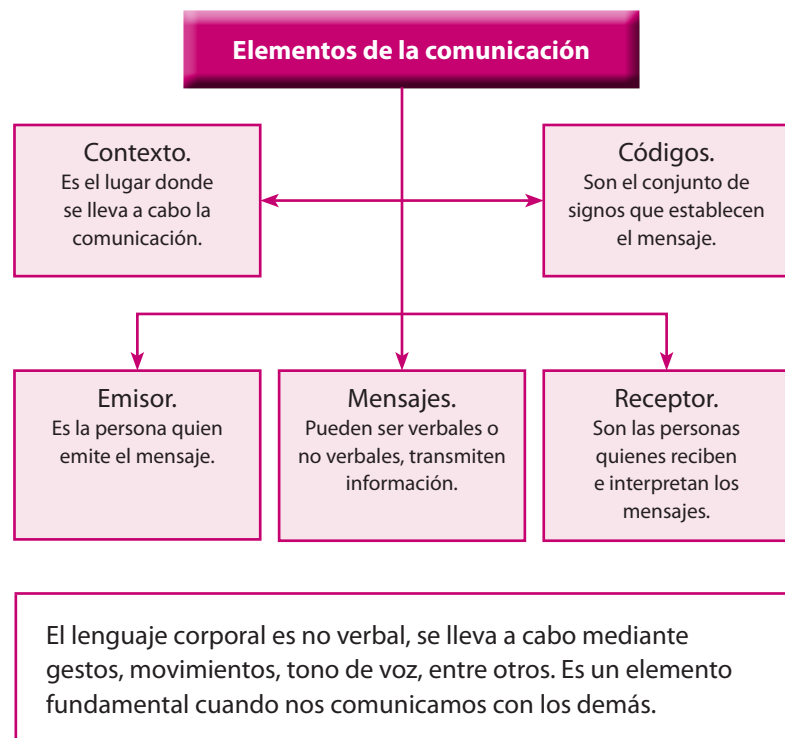 Elementos de la comunicación
Contexto.
Es el lugar donde
se lleva a cabo la
comunicación.
Códigos.
Son el conjunto de
signos que establecen
el mensaje.
Emisor.
Es la persona quien
emite el mensaje.
Mensajes.
Pueden ser verbales o
no verbales, transmiten
información.
Receptor.
Son las personas
quienes reciben
e interpretan los
mensajes.
El lenguaje corporal es no verbal, se lleva a cabo mediante
gestos, movimientos, tono de voz, entre otros. Es un elemento
fundamental cuando nos comunicamos con los demás.